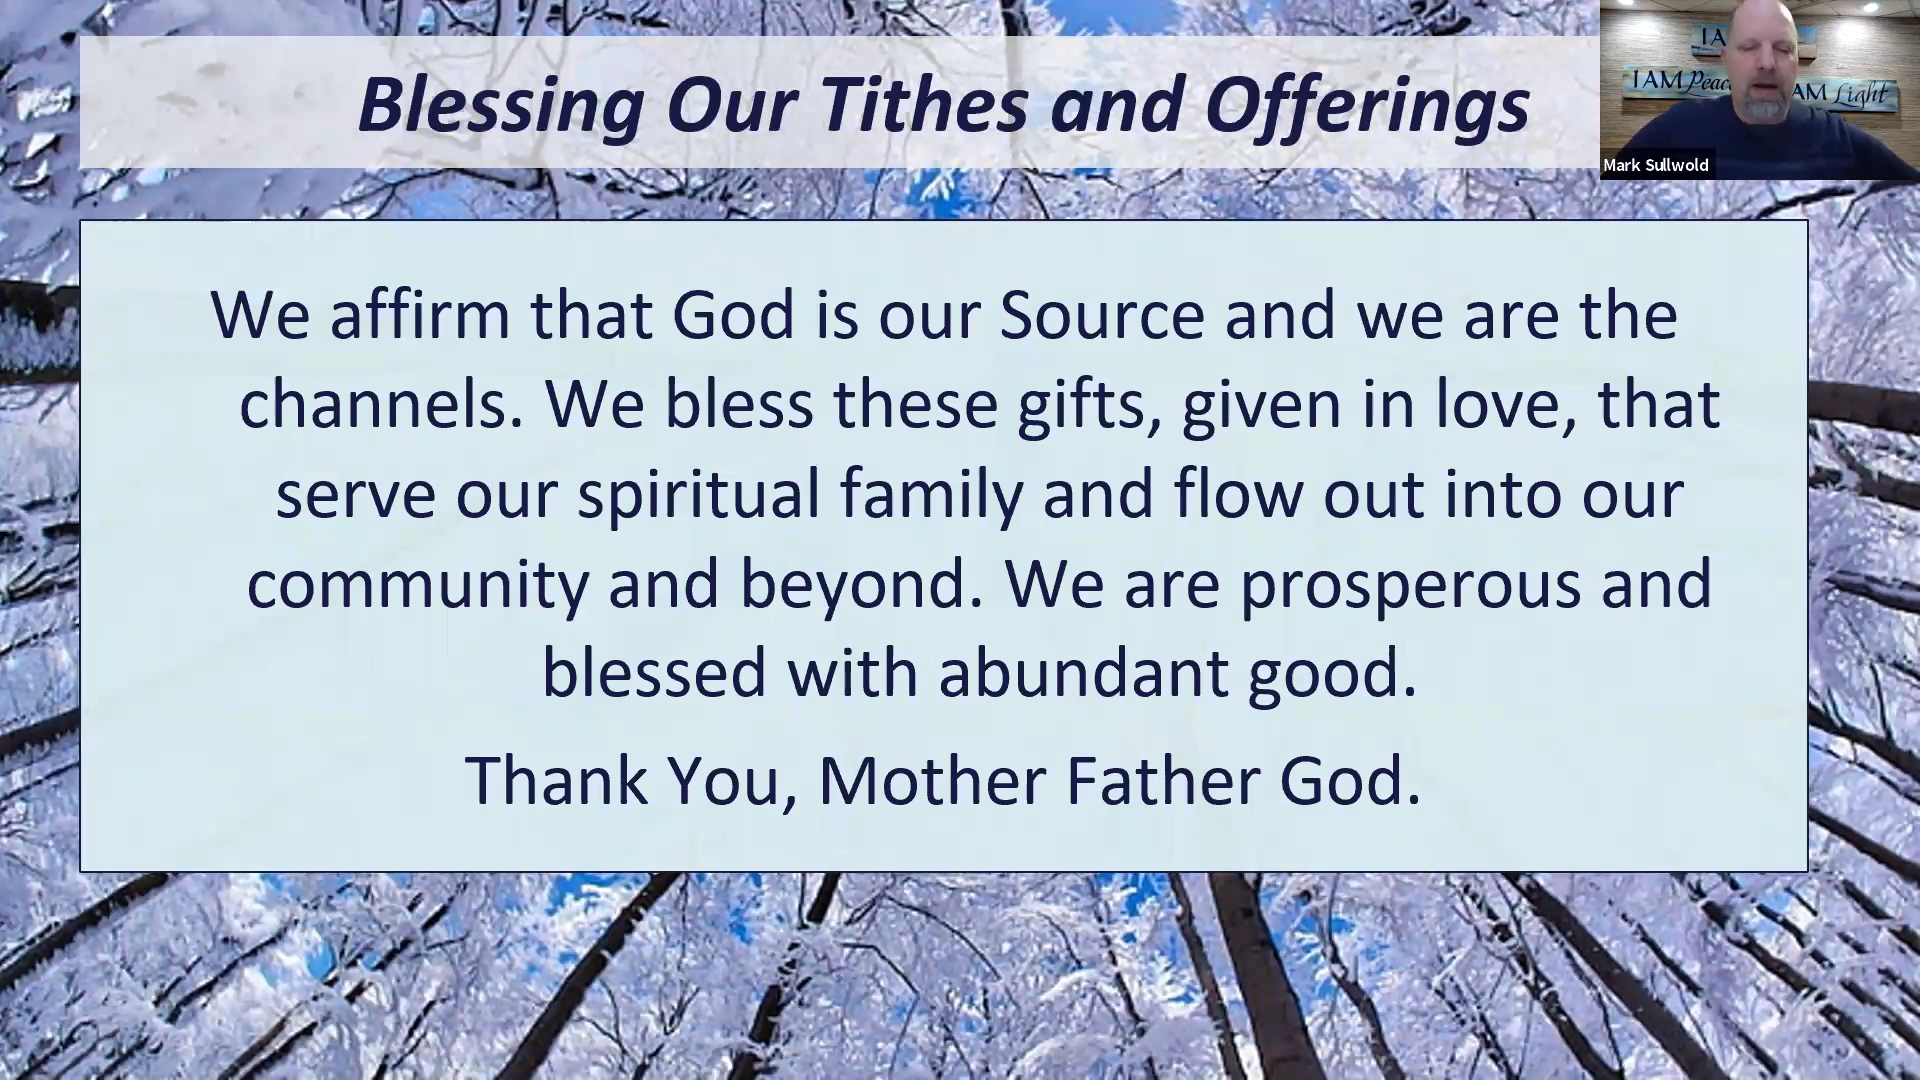 Blessing Our Tithes and Offerings
IA
IAM Peac
AM Light
Mark Sullwold
We affirm that God is our Source and we are the
channels. We bless these gifts, given in love, that
serve our spiritual family and flow out into our
community and beyond. We are prosperous and
blessed with abundant good.
Thank You, Mother Father God.